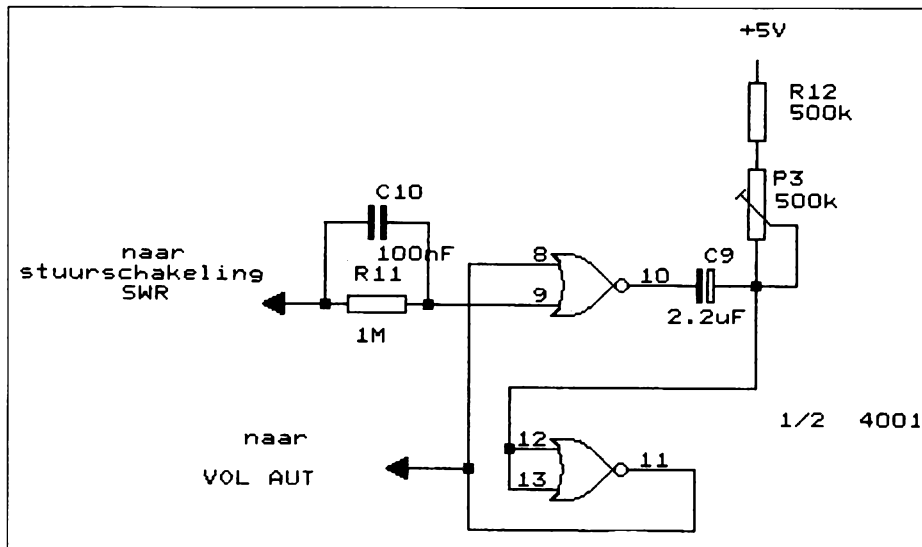 +5V
R12
500k
P3
500k
C10
100nF
R11
1M
naar
stuurschakeling
SWR
8
9
10
C9
2.2uF
12
13
11
1/2 4001
naar
VOL AUT